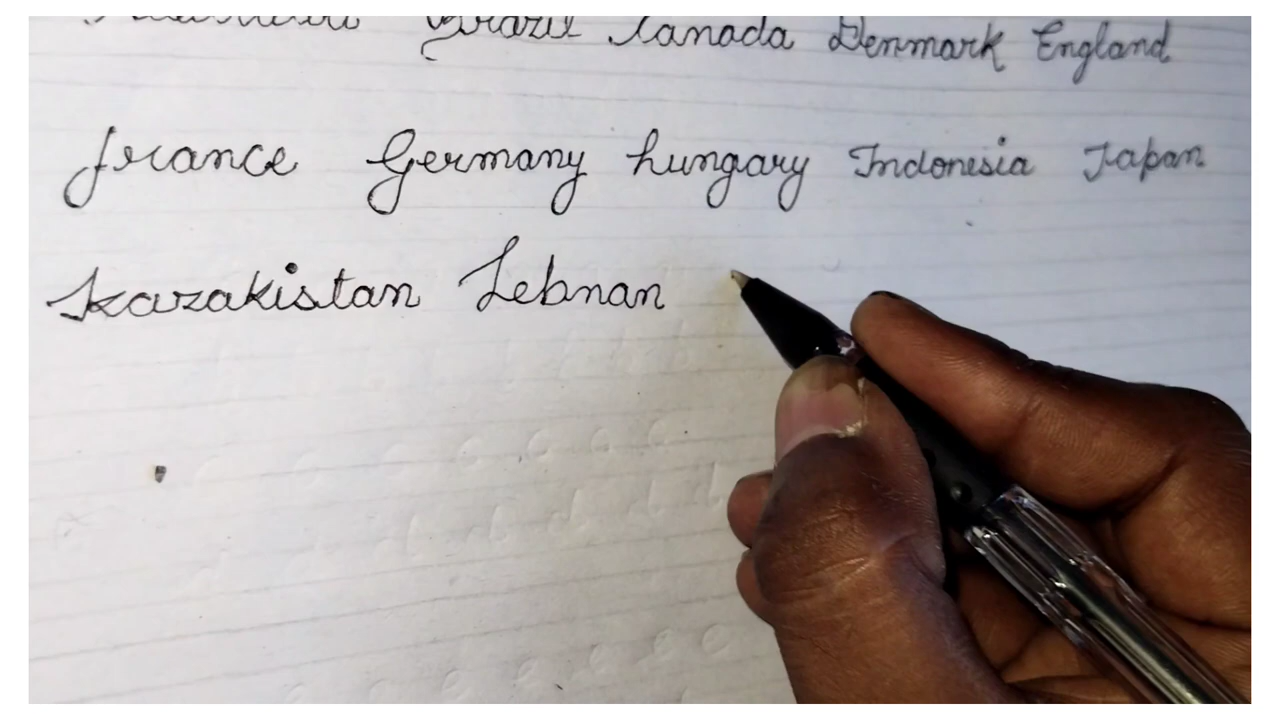 Brazil Canada Denmark England
france Germany hungary Indonesia Japan
Kazakistan Lebnan